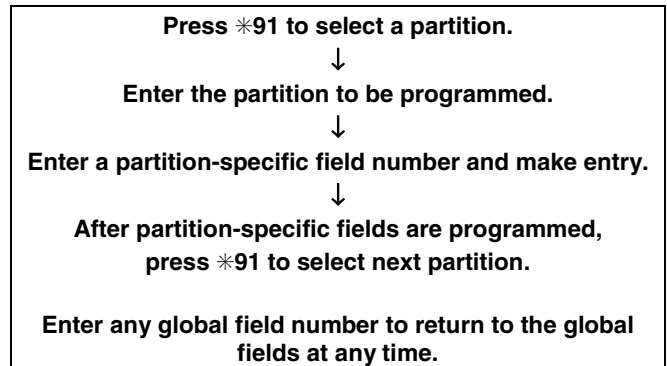 Press ✳91 to select a partition.
↓
Enter the partition to be programmed.
↓
Enter a partition-specific field number and make entry.
↓
After partition-specific fields are programmed,
press ✳91 to select next partition.
Enter any global field number to return to the global
fields at any time.